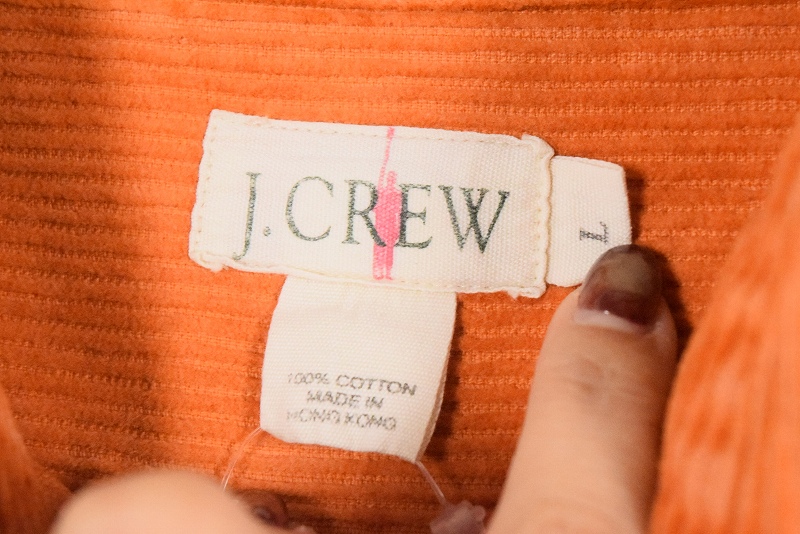 J.CREW
L
100% COTTON
MADE IN
HONG KONG